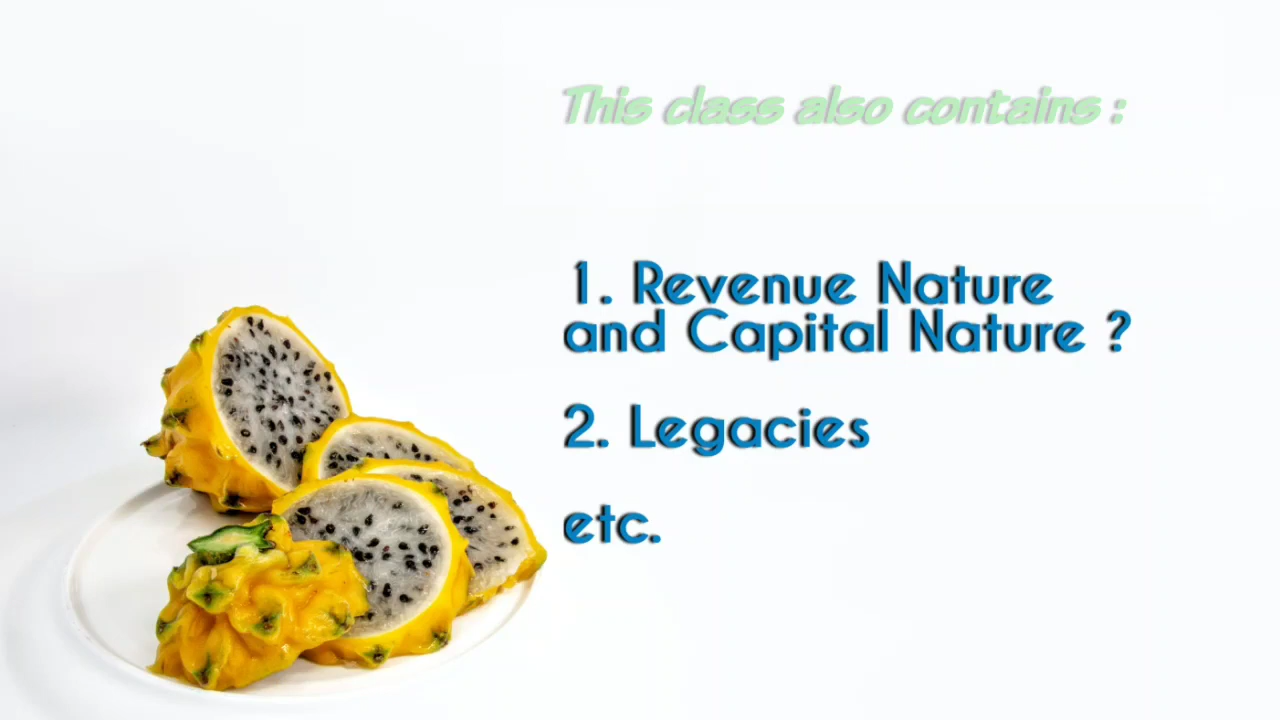 This class also contains :
1. Revenue Nature
and Capital Nature ?
2. Legacies
etc.